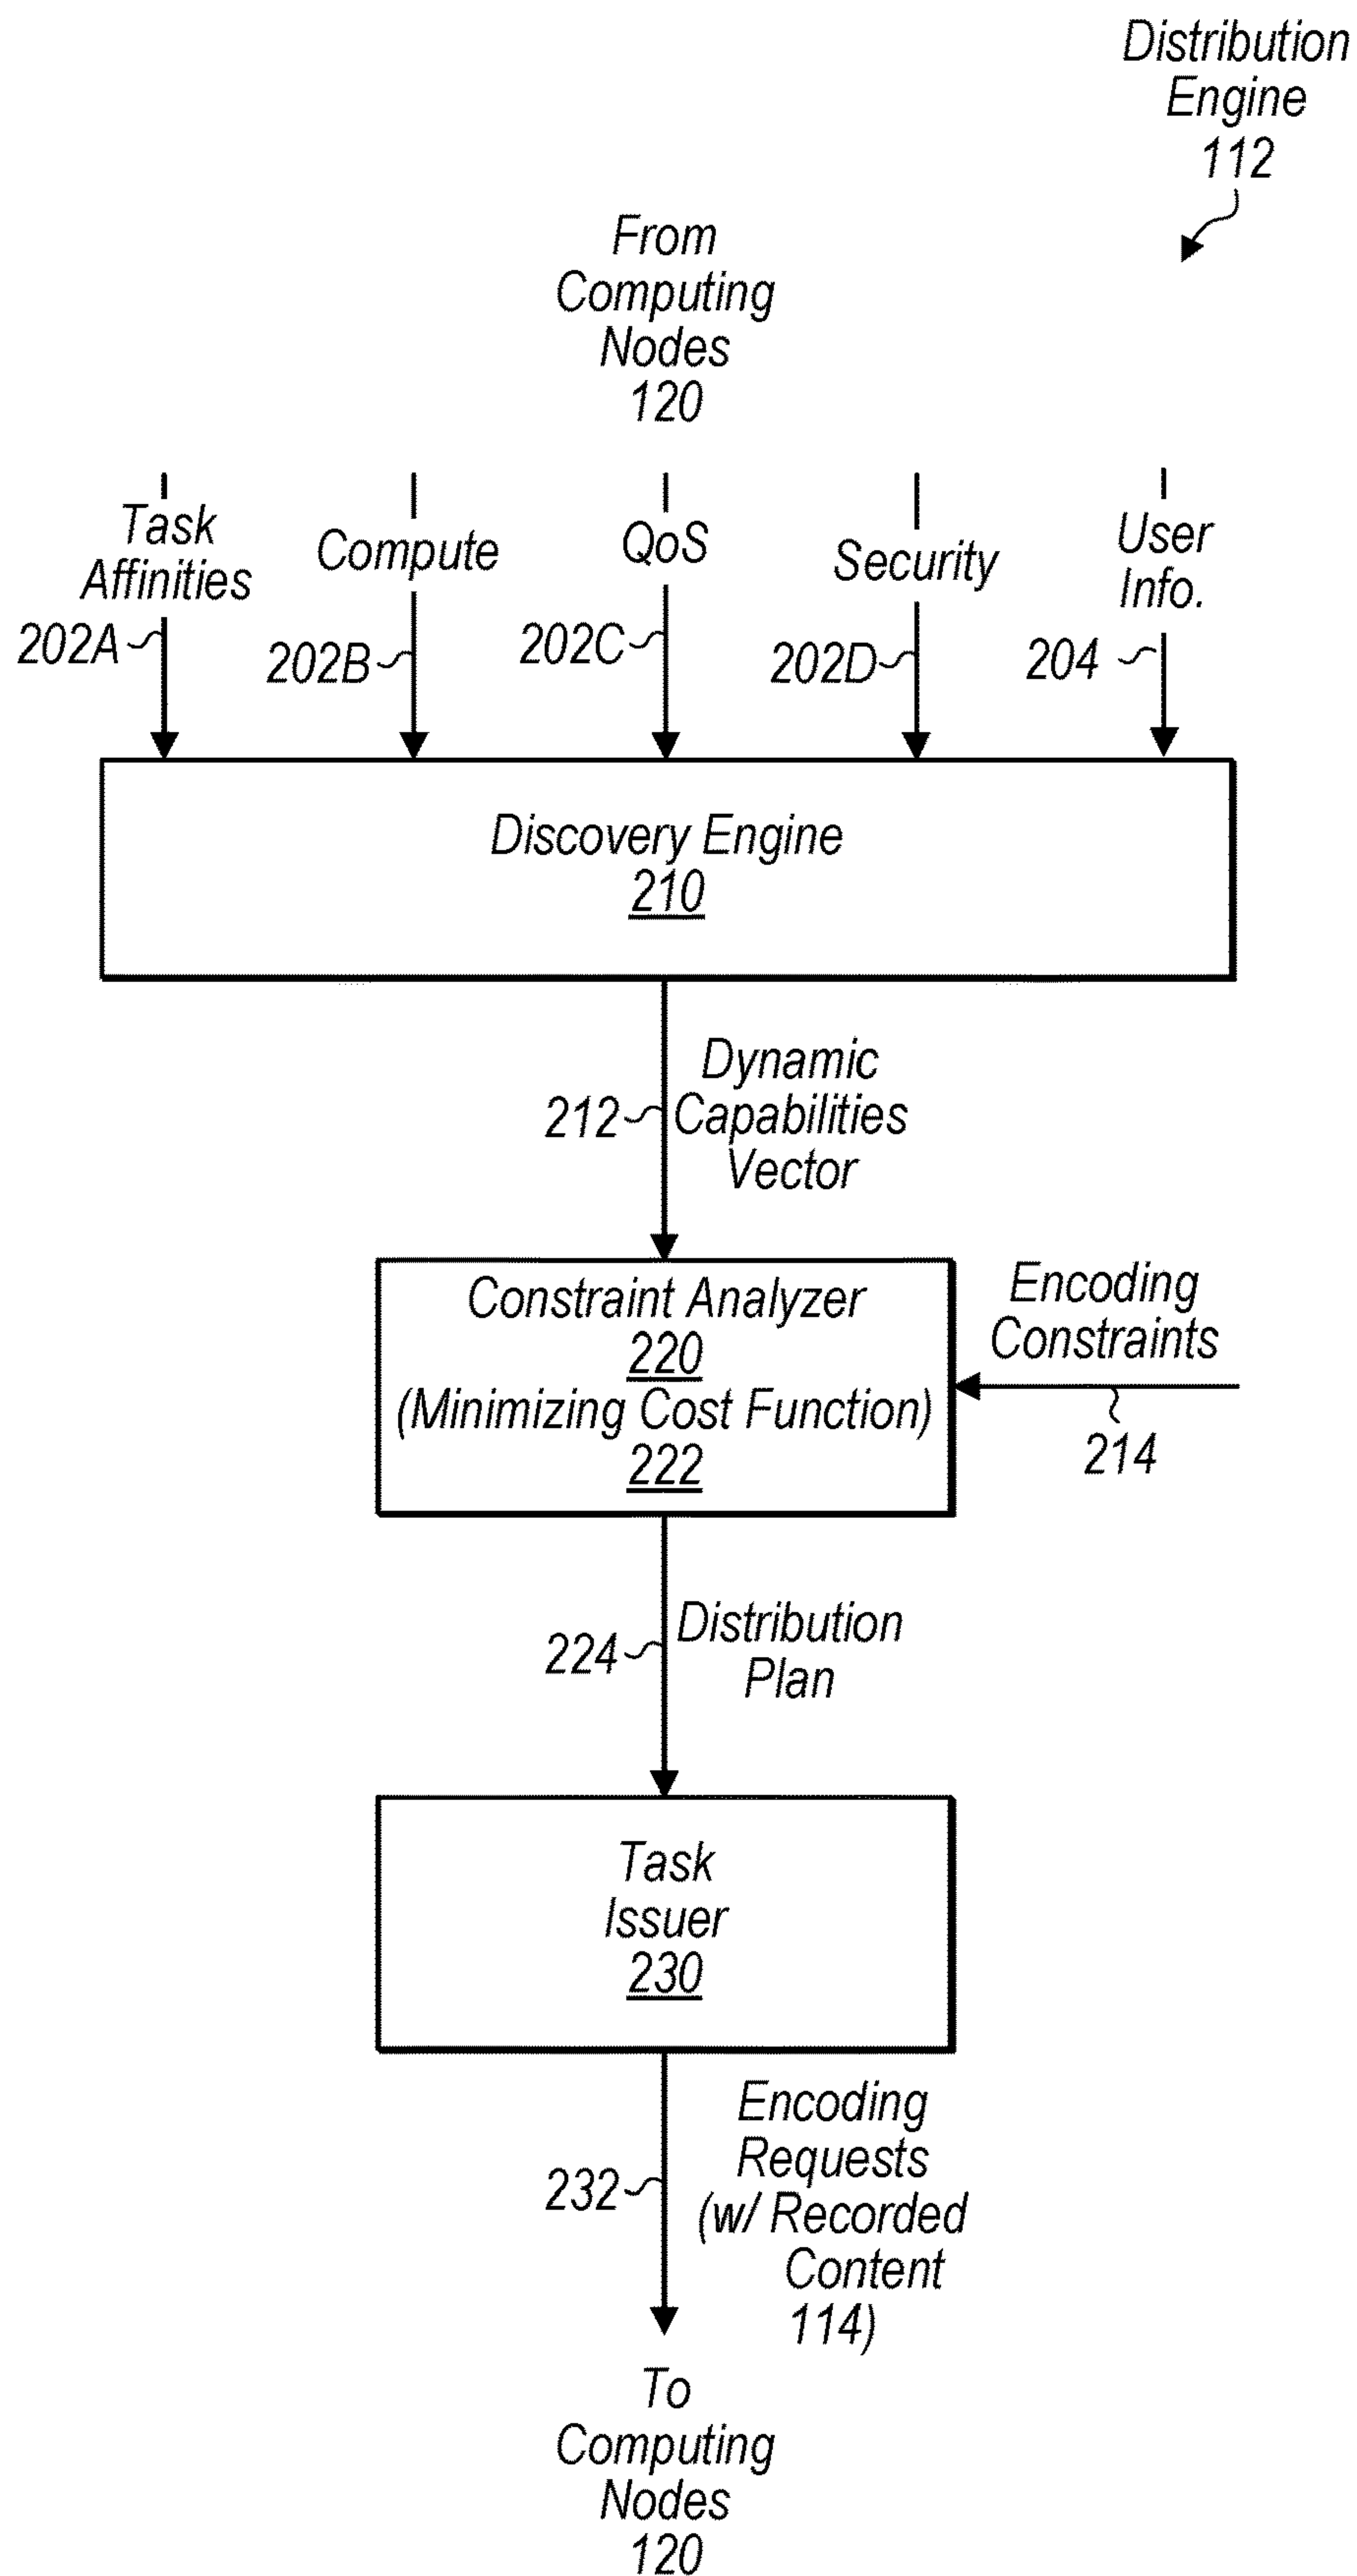 Distribution
Engine
112
From
Computing
Nodes
120
Task
Affinities
202A
Compute
202B
QoS
202C
Security
202D
User
Info.
204
Discovery Engine
210
212
Dynamic
Capabilities
Vector
Constraint Analyzer
220
(Minimizing Cost Function)
222
Encoding
Constraints
214
224
Distribution
Plan
Task
Issuer
230
232
Encoding
Requests
(w/ Recorded
Content
114)
To
Computing
Nodes
120